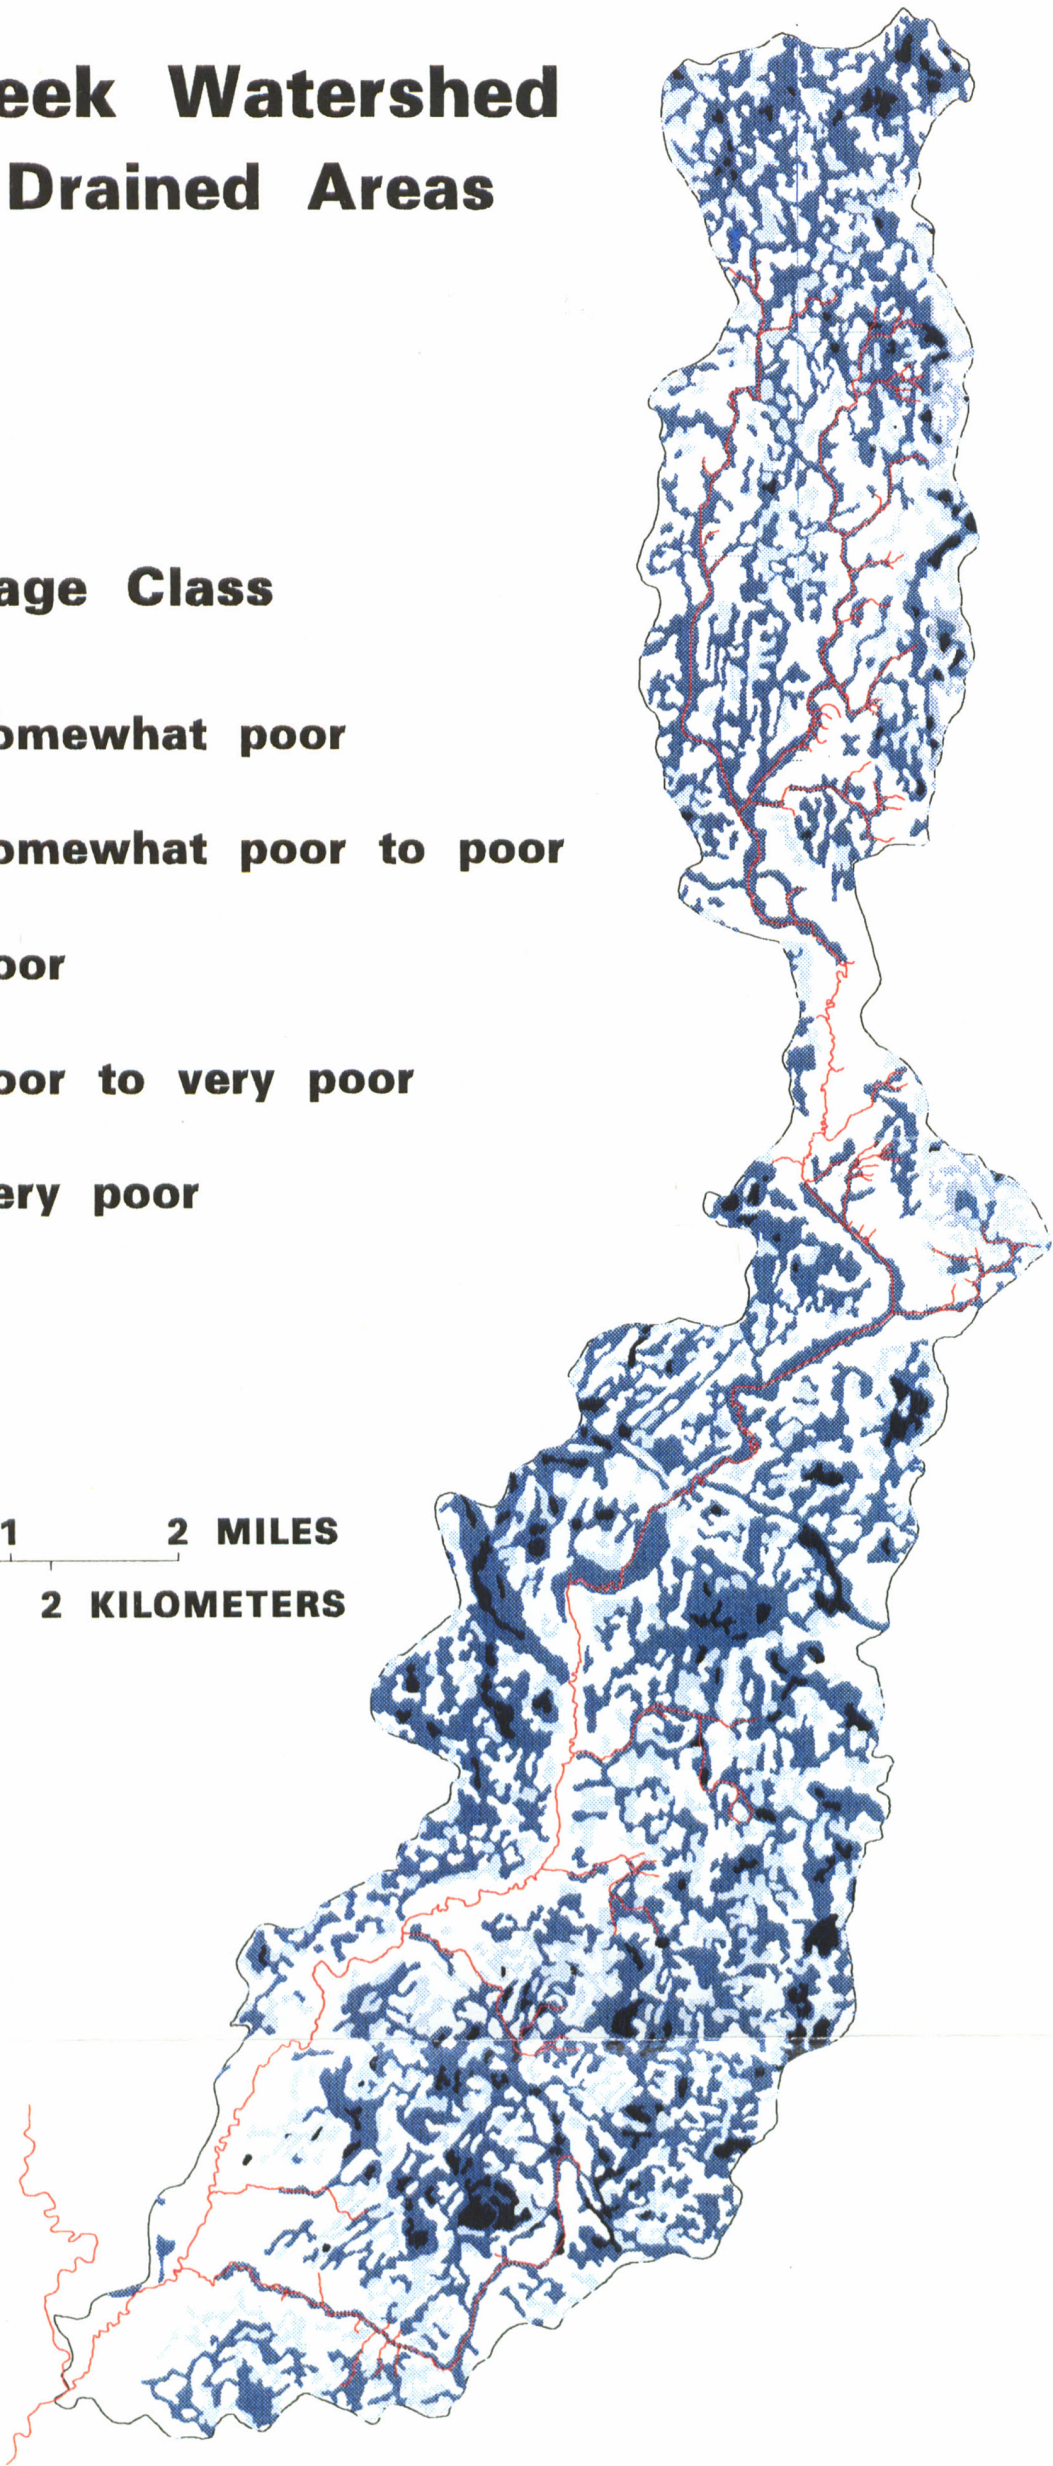 eek Watershed
Drained Areas
age Class
omewhat poor
omewhat poor to poor
oor
oor to very poor
ery poor
1 2 MILES
2 KILOMETERS